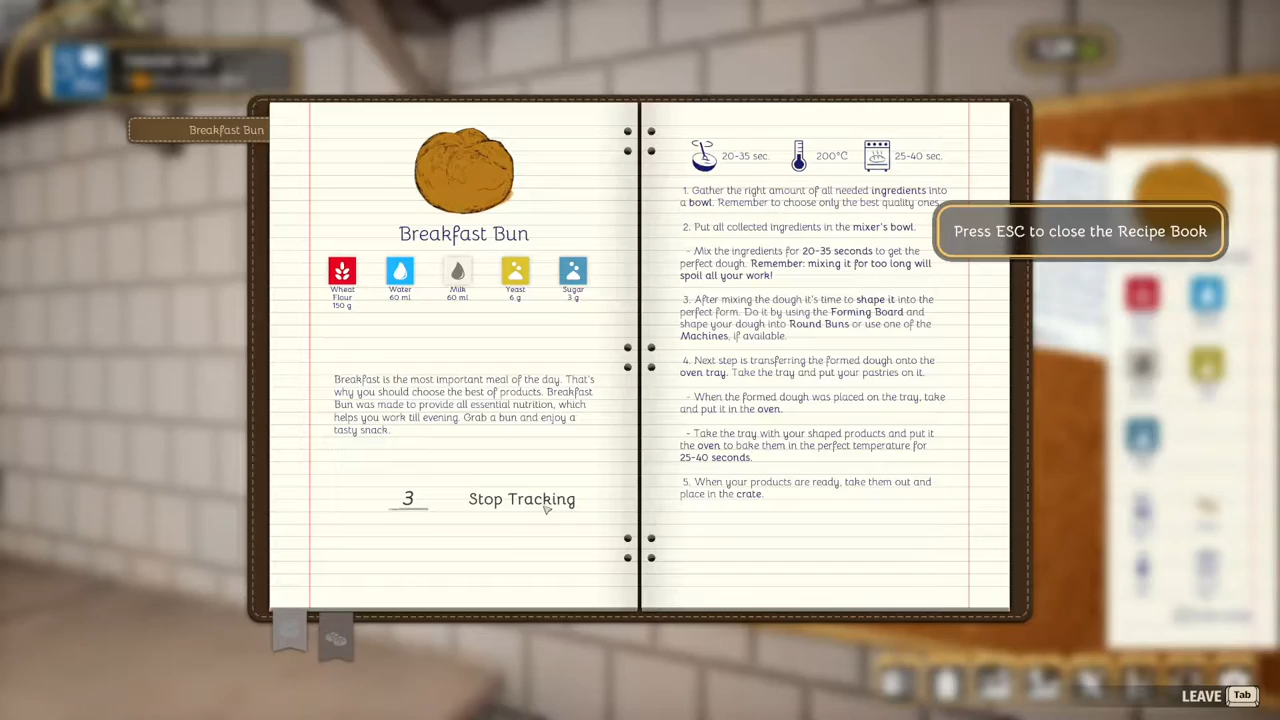 Breakfast Bun
Breakfast Bun
Wheat
Flour
150 g
Water
60 ml
Milk
60 ml
Yeast
6 g
Sugar
3 g
Breakfast is the most important meal of the day. That's
why you should choose the best of products. Breakfast
Bun was made to provide all essential nutrition, which
helps you work till evening. Grab a bun and enjoy a
tasty snack.
3
Stop Tracking
20-35 sec.
200°C
25-40 sec.
1. Gather the right amount of all needed ingredients into
a bowl. Remember to choose only the best quality ones.
2. Put all collected ingredients in the mixer's bowl.
- Mix the ingredients for 20-35 seconds to get the
perfect dough. Remember: mixing it for too long will
spoil all your work!
3. After mixing the dough it's time to shape it into the
perfect form. Do it by using the Forming Board and
shape your dough into Round Buns or use one of the
Machines, if available.
4. Next step is transferring the formed dough onto the
oven tray. Take the tray and put your pastries on it.
- When the formed dough was placed on the tray, take
and put it in the oven.
- Take the tray with your shaped products and put it
the oven to bake them in the perfect temperature for
25-40 seconds.
5. When your products are ready, take them out and
place in the crate.
Press ESC to close the Recipe Book
LEAVE Tab